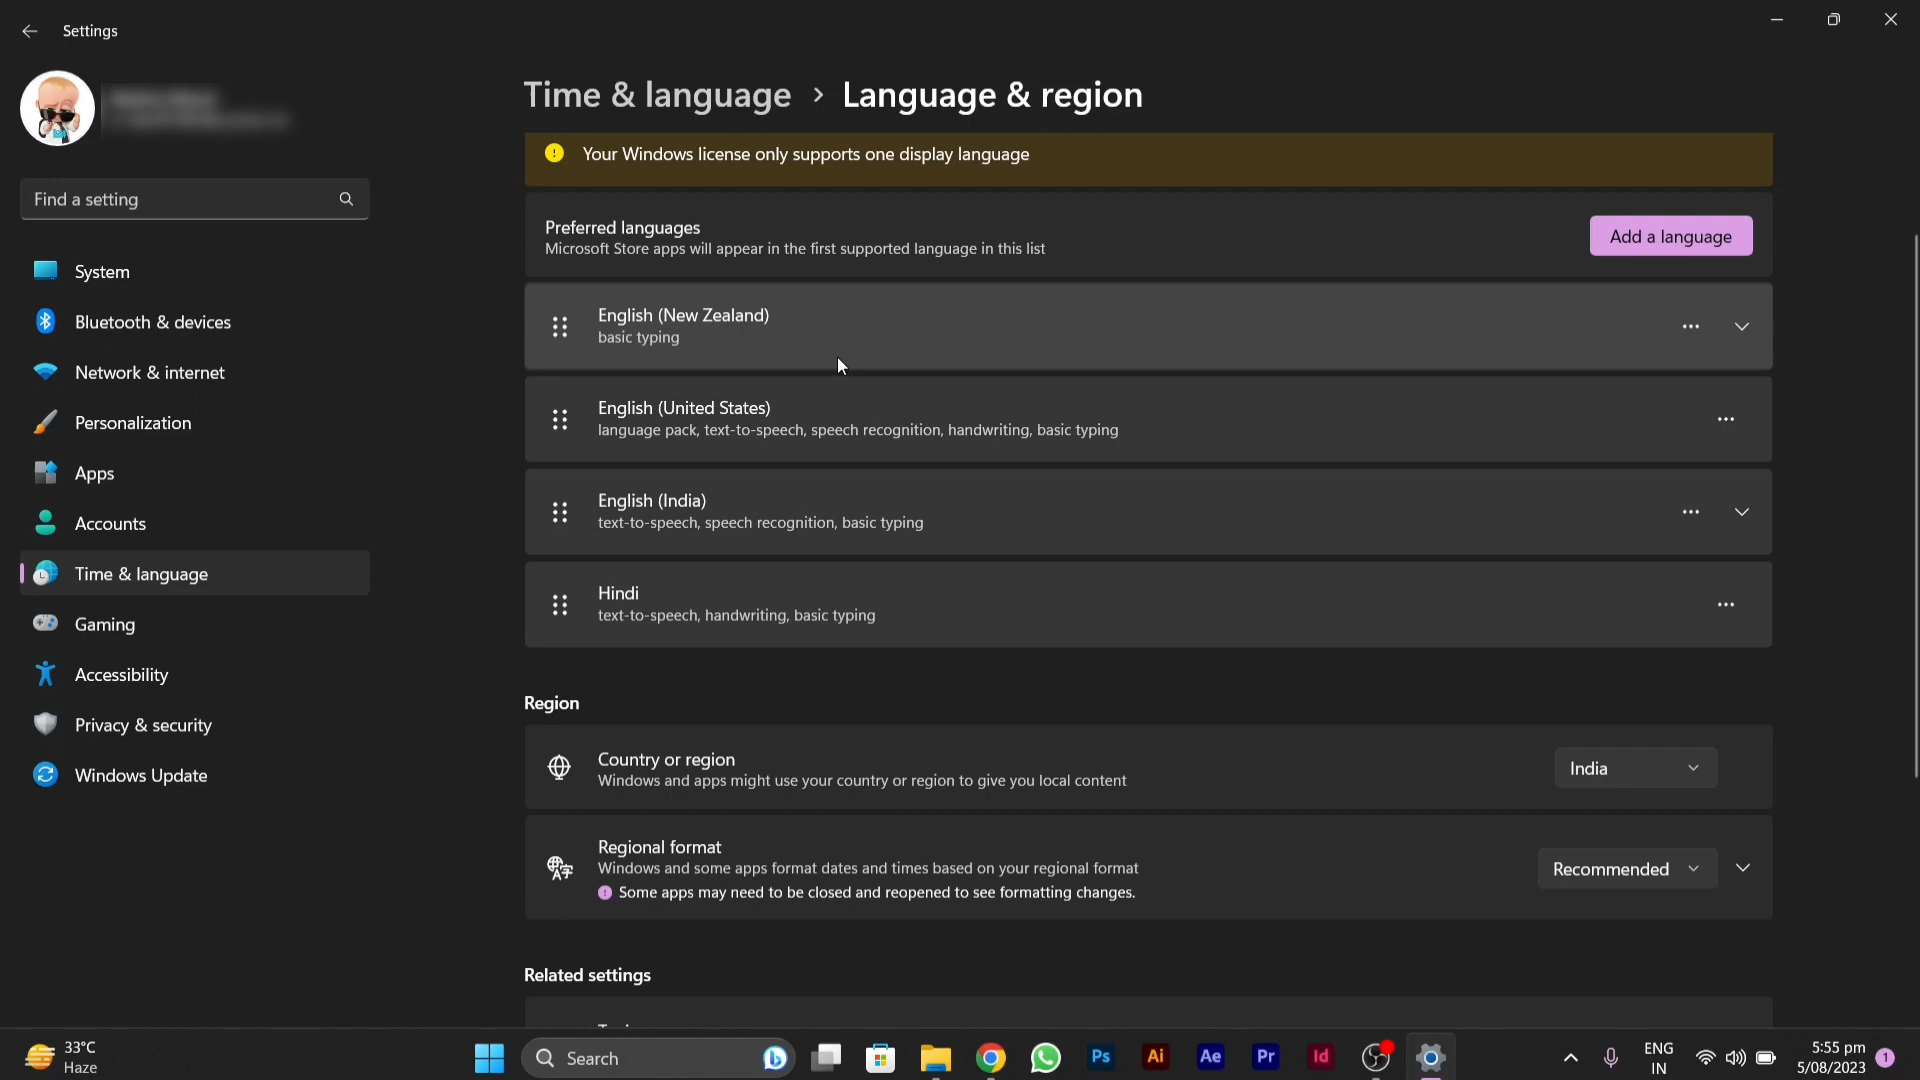 Settings
Time & language > Language & region
Your Windows license only supports one display language
Find a setting
Preferred languages
Microsoft Store apps will appear in the first supported language in this list
Add a language
System
Bluetooth & devices
Network & internet
Personalization
Apps
Accounts
Time & language
Gaming
Accessibility
Privacy & security
Windows Update
English (New Zealand)
basic typing
English (United States)
language pack, text-to-speech, speech recognition, handwriting, basic typing
English (India)
text-to-speech, speech recognition, basic typing
Hindi
text-to-speech, handwriting, basic typing
Region
Country or region
Windows and apps might use your country or region to give you local content
India
Regional format
Windows and some apps format dates and times based on your regional format
Some apps may need to be closed and reopened to see formatting changes.
Recommended
Related settings
33°C
Haze
Search
Ps
Ai
Ae
Pr
Id
ENG
IN
5:55 pm
5/08/2023
1